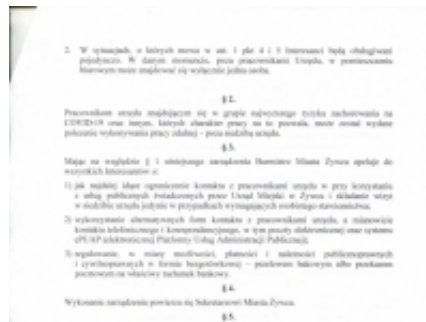 2. W sytuacjach, o których mowa w ust. 1 pkt 4 i 5 Interesanci będą obsługiwani
pojedynczo. W danym momencie, poza pracownikami Urzędu, w pomieszczeniu
biurowym może znajdować się wyłącznie jedna osoba.
§ 2.
Pracownikom urzędu znajdującym się w grupie najwyższego ryzyka zachorowania na
COVID-19 oraz innym, których charakter pracy na to pozwala, może zostać wydane
polecenie wykonywania pracy zdalnej – poza siedzibą urzędu.
§ 3.
Mając na względzie § 1 niniejszego zarządzenia Burmistrz Miasta Żywca apeluje do
wszystkich Interesantów o:
1) jak najdalej idące ograniczenie kontaktu z pracownikami urzędu w przy korzystaniu
z usług publicznych świadczonych przez Urząd Miejski w Żywcu i składanie wizyt
w siedzibie urzędu jedynie w przypadkach wymagających osobistego stawiennictwa;
2) wykorzystanie alternatywnych form kontaktu z pracownikami urzędu, a mianowicie
kontaktu telefonicznego i korespondencyjnego, w tym poczty elektronicznej oraz systemu
ePUAP (elektronicznej Platformy Usług Administracji Publicznej);
3) regulowanie, w miarę możliwości, płatności i należności publicznoprawnych
i cywilnoprawnych w formie bezgotówkowej – przelewem bankowym albo przekazem
pocztowym na właściwy rachunek bankowy.
§ 4.
Wykonanie zarządzenia powierza się Sekretarzowi Miasta Żywca.
§ 5.